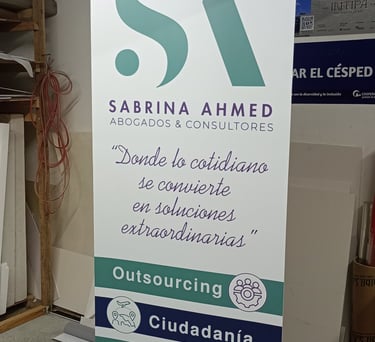 SA
SABRINA AHMED
ABOGADOS & CONSULTORES
“Donde lo cotidiano
se convierte
en soluciones
extraordinarias”
Outsourcing
Ciudadanía
AR EL CÉSPED